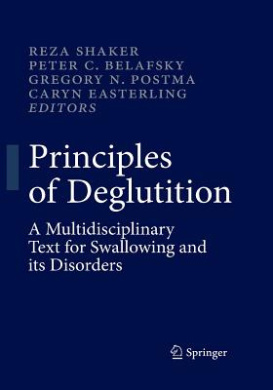 REZA SHAKER
PETER C. BELAFSKY
GREGORY N. POSTMA
CARYN EASTERLING
EDITORS
Principles
of Deglutition
A Multidisciplinary
Text for Swallowing and
its Disorders
Springer